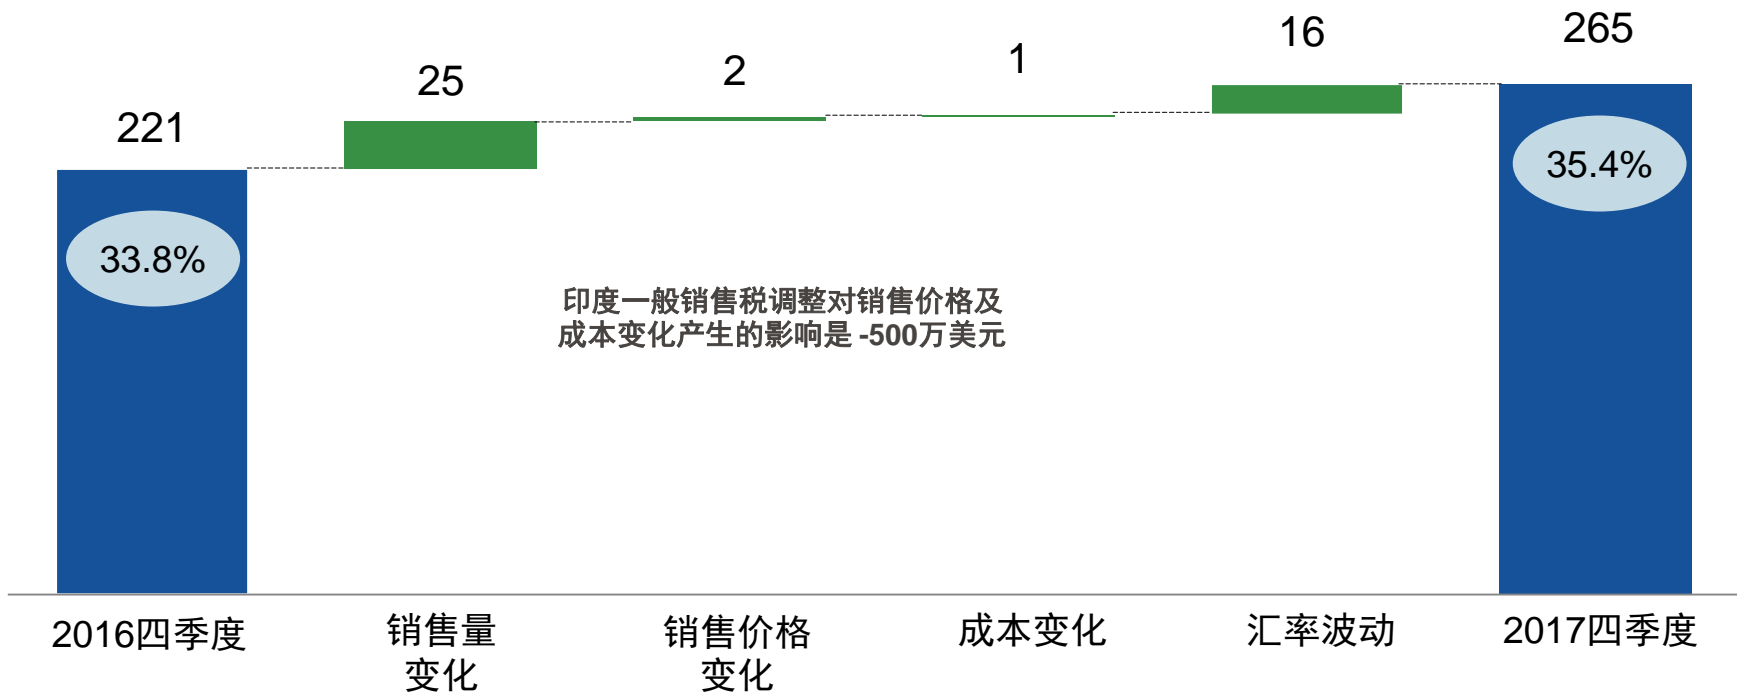 221
25
2
1
16
265
33.8%
35.4%
印度一般销售税调整对销售价格及
成本变化产生的影响是 -500万美元
2016四季度
销售量
变化
销售价格
变化
成本变化
汇率波动
2017四季度